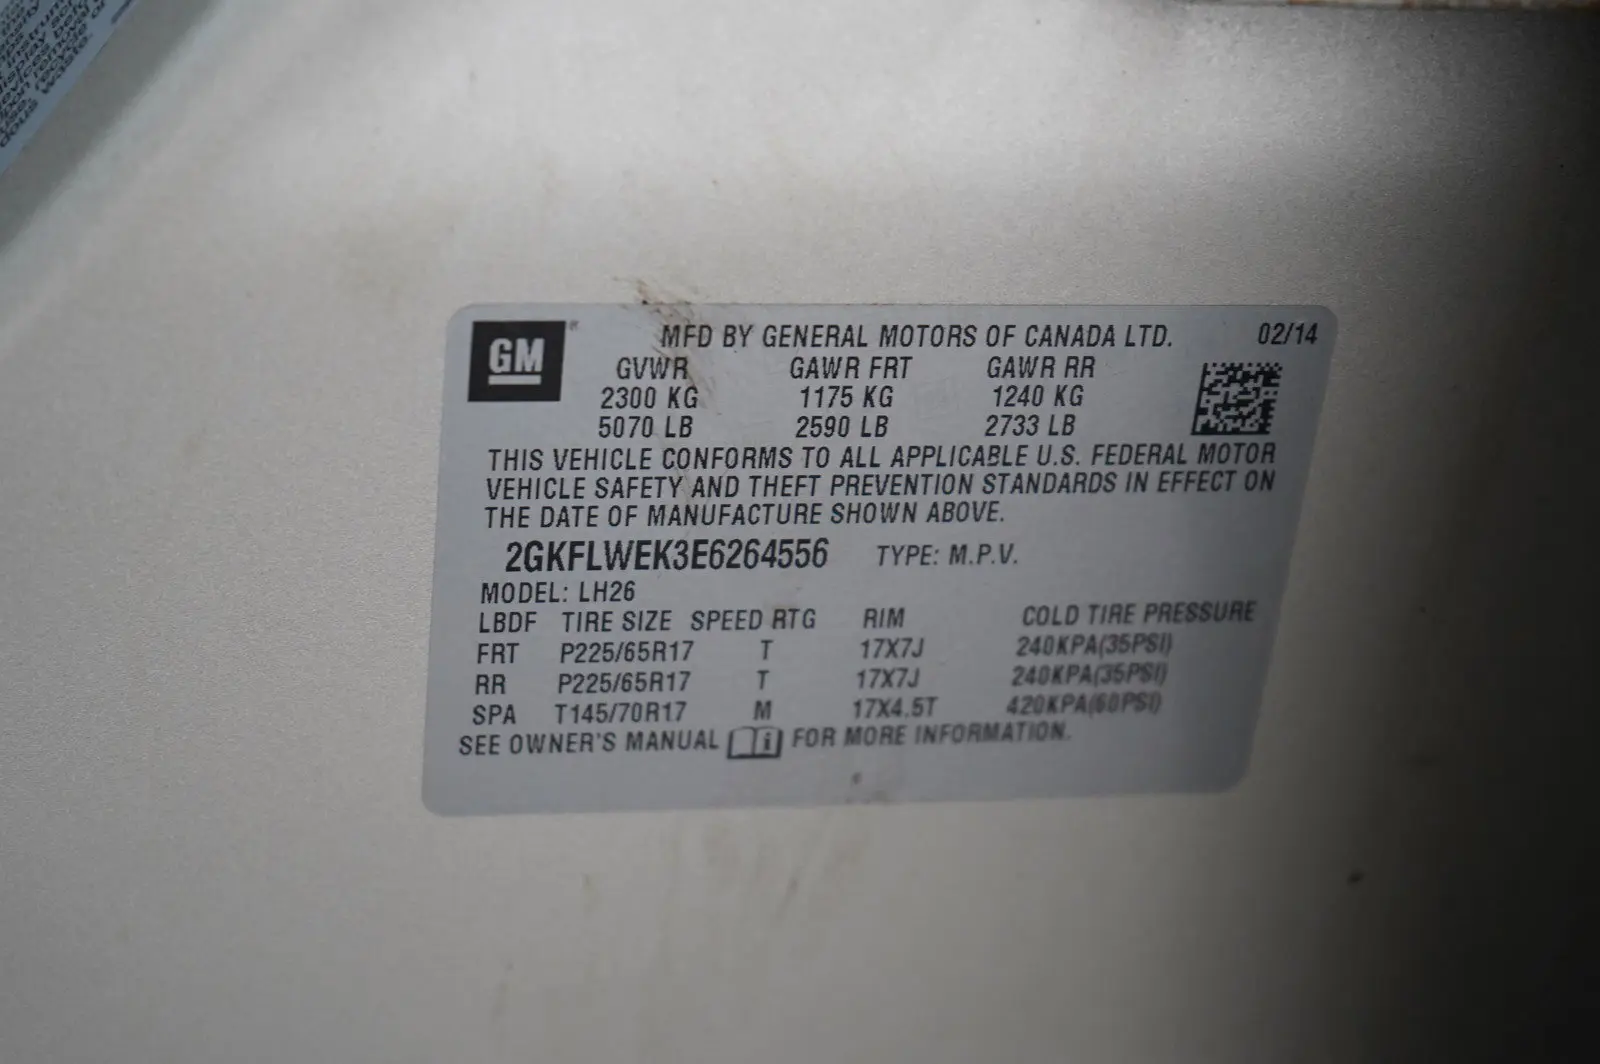 GM
MFD BY GENERAL MOTORS OF CANADA LTD. 02/14
GVWR GAWR FRT GAWR RR
2300 KG 1175 KG 1240 KG
5070 LB 2590 LB 2733 LB
THIS VEHICLE CONFORMS TO ALL APPLICABLE U.S. FEDERAL MOTOR
VEHICLE SAFETY AND THEFT PREVENTION STANDARDS IN EFFECT ON
THE DATE OF MANUFACTURE SHOWN ABOVE.
2GKFLWEK3E6264556 TYPE: M.P.V.
MODEL: LH26
LBDF TIRE SIZE SPEED RTG RIM COLD TIRE PRESSURE
FRT P225/65R17 T 17X7J 240KPA(35PSI)
RR P225/65R17 T 17X7J 240KPA(35PSI)
SPA T145/70R17 M 17X4.5T 420KPA(60PSI)
SEE OWNER'S MANUAL i FOR MORE INFORMATION.